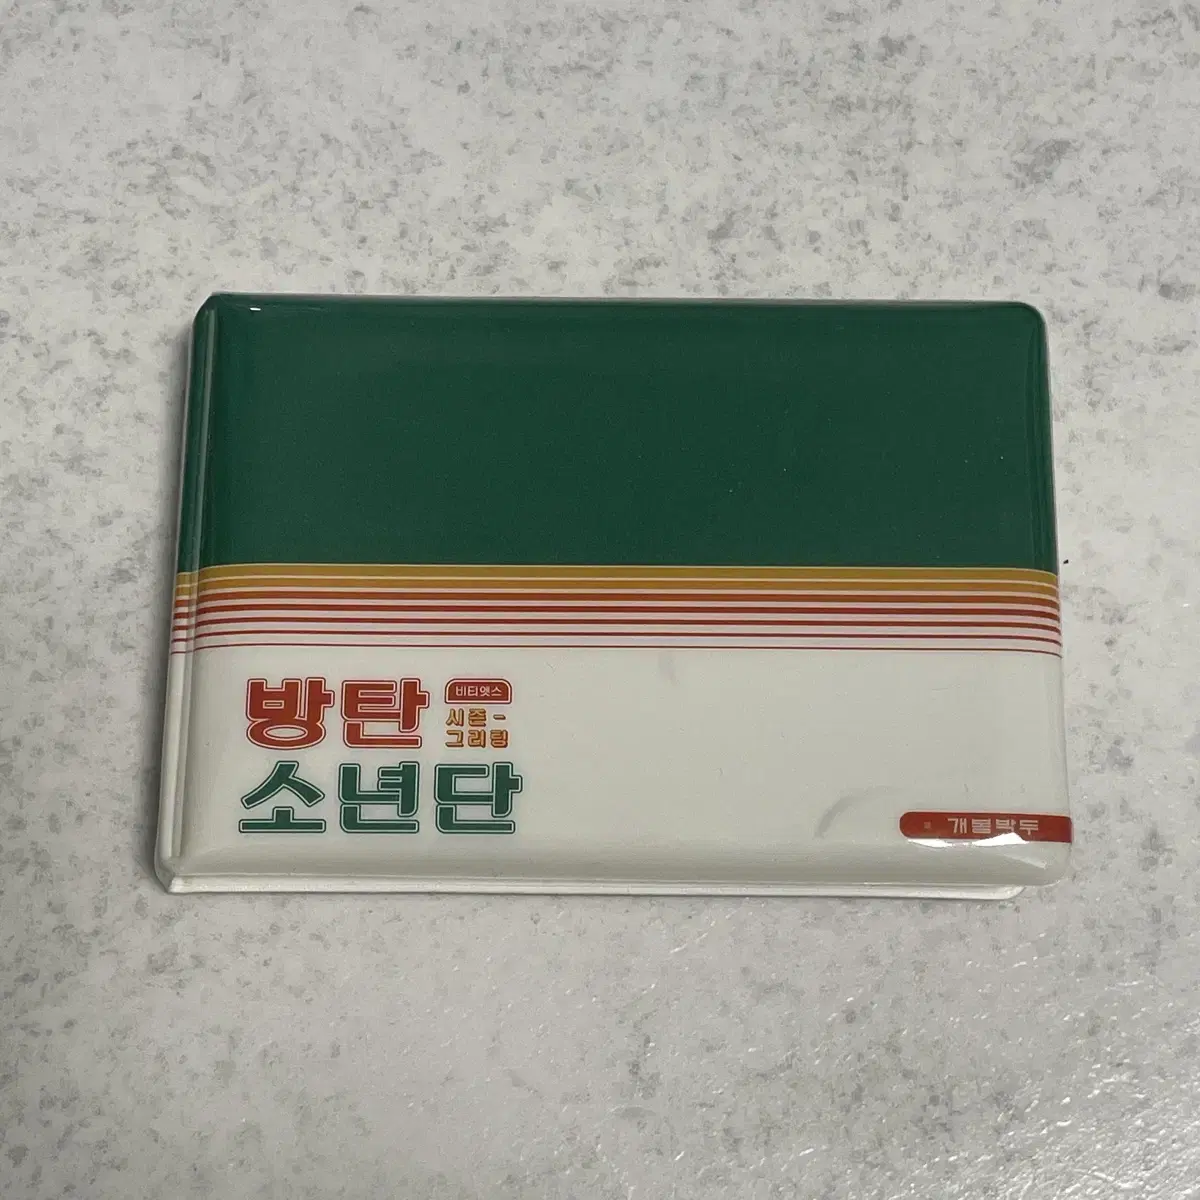 방탄
비티엣스
시즌-
그리팅
소년단
개봉박두